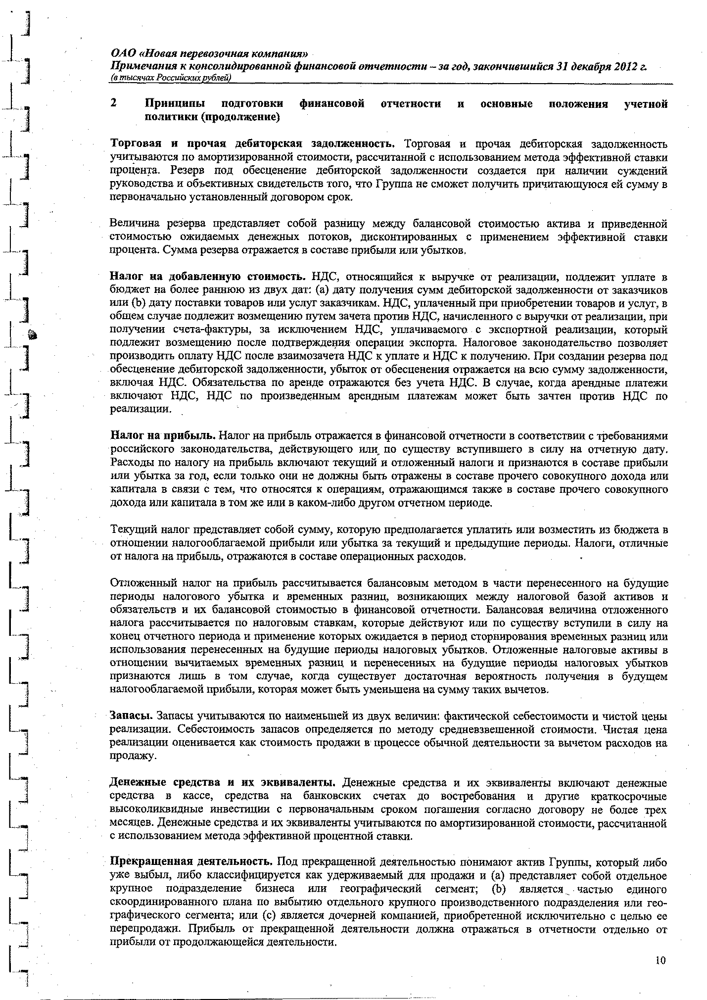 ОАО «Новая перевозочная компания»
Примечания к консолидированной финансовой отчетности – за год, закончившийся 31 декабря 2012 г.
(в тысячах Российских рублей)
2 Принципы подготовки финансовой отчетности и основные положения учетной
политики (продолжение)
Торговая и прочая дебиторская задолженность. Торговая и прочая дебиторская задолженность
учитываются по амортизированной стоимости, рассчитанной с использованием метода эффективной ставки
процента. Резерв под обесценение дебиторской задолженности создается при наличии суждений
руководства и объективных свидетельств того, что Группа не сможет получить причитающуюся ей сумму в
первоначально установленный договором срок.
Величина резерва представляет собой разницу между балансовой стоимостью актива и приведенной
стоимостью ожидаемых денежных потоков, дисконтированных с применением эффективной ставки
процента. Сумма резерва отражается в составе прибыли или убытков.
Налог на добавленную стоимость. НДС, относящийся к выручке от реализации, подлежит уплате в
бюджет на более раннюю из двух дат: (а) дату получения сумм дебиторской задолженности от заказчиков
или (b) дату поставки товаров или услуг заказчикам. НДС, уплаченный при приобретении товаров и услуг, в
общем случае подлежит возмещению путем зачета против НДС, начисленного с выручки от реализации, при
получении счета-фактуры, за исключением НДС, уплачиваемого с экспортной реализации, который
подлежит возмещению после подтверждения операции экспорта. Налоговое законодательство позволяет
производить оплату НДС после взаимозачета НДС к уплате и НДС к получению. При создании резерва под
обесценение дебиторской задолженности, убыток от обесценения отражается на всю сумму задолженности,
включая НДС. Обязательства по аренде отражаются без учета НДС. В случае, когда арендные платежи
включают НДС, НДС по произведенным арендным платежам может быть зачтен против НДС по
реализации.
Налог на прибыль. Налог на прибыль отражается в финансовой отчетности в соответствии с требованиями
российского законодательства, действующего или по существу вступившего в силу на отчетную дату.
Расходы по налогу на прибыль включают текущий и отложенный налоги и признаются в составе прибыли
или убытка за год, если только они не должны быть отражены в составе прочего совокупного дохода или
капитала в связи с тем, что относятся к операциям, отражающимся также в составе прочего совокупного
дохода или капитала в том же или в каком-либо другом отчетном периоде.
Текущий налог представляет собой сумму, которую предполагается уплатить или возместить из бюджета в
отношении налогооблагаемой прибыли или убытка за текущий и предыдущие периоды. Налоги, отличные
от налога на прибыль, отражаются в составе операционных расходов.
Отложенный налог на прибыль рассчитывается балансовым методом в части перенесенного на будущие
периоды налогового убытка и временных разниц, возникающих между налоговой базой активов и
обязательств и их балансовой стоимостью в финансовой отчетности. Балансовая величина отложенного
налога рассчитывается по налоговым ставкам, которые действуют или по существу вступили в силу на
конец отчетного периода и применение которых ожидается в период сторнирования временных разниц или
использования перенесенных на будущие периоды налоговых убытков. Отложенные налоговые активы в
отношении вычитаемых временных разниц и перенесенных на будущие периоды налоговых убытков
признаются лишь в том случае, когда существует достаточная вероятность получения в будущем
налогооблагаемой прибыли, которая может быть уменьшена на сумму таких вычетов.
Запасы. Запасы учитываются по наименьшей из двух величин: фактической себестоимости и чистой цены
реализации. Себестоимость запасов определяется по методу средневзвешенной стоимости. Чистая цена
реализации оценивается как стоимость продажи в процессе обычной деятельности за вычетом расходов на
продажу.
Денежные средства и их эквиваленты. Денежные средства и их эквиваленты включают денежные
средства в кассе, средства на банковских счетах до востребования и другие краткосрочные
высоколиквидные инвестиции с первоначальным сроком погашения согласно договору не более трех
месяцев. Денежные средства и их эквиваленты учитываются по амортизированной стоимости, рассчитанной
с использованием метода эффективной процентной ставки.
Прекращенная деятельность. Под прекращенной деятельностью понимают актив Группы, который либо
уже выбыл, либо классифицируется как удерживаемый для продажи и (а) представляет собой отдельное
крупное подразделение бизнеса или географический сегмент; (b) является частью единого
скоординированного плана по выбытию отдельного крупного производственного подразделения или гео-
графического сегмента; или (с) является дочерней компанией, приобретенной исключительно с целью ее
перепродажи. Прибыль от прекращенной деятельности должна отражаться в отчетности отдельно от
прибыли от продолжающейся деятельности.
10